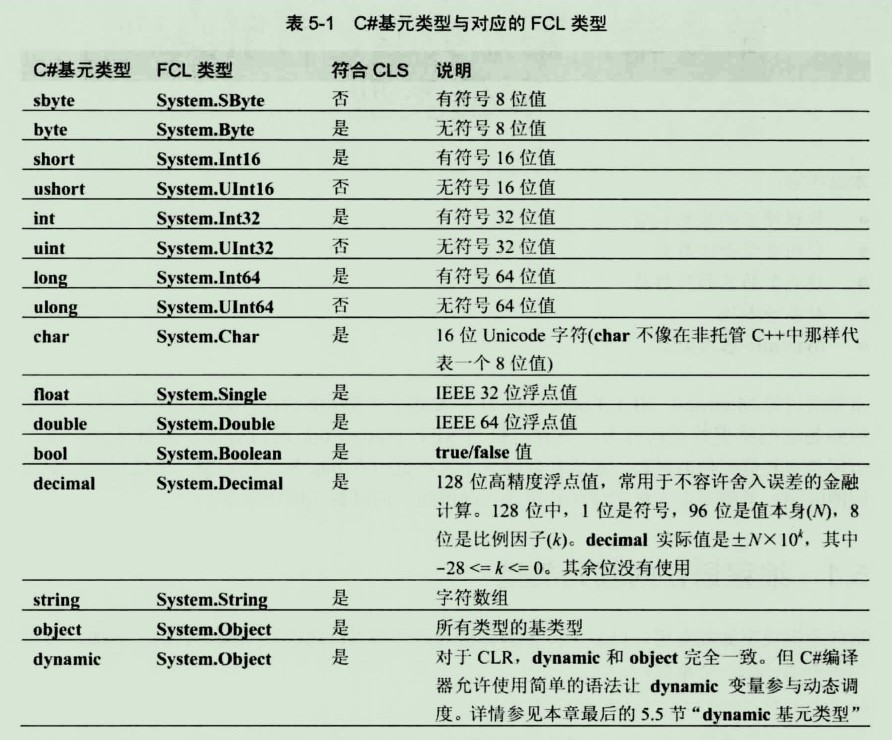 表 5-1 C#基元类型与对应的 FCL 类型
C#基元类型 FCL 类型 符合 CLS 说明
sbyte System.SByte 否 有符号 8 位值
byte System.Byte 是 无符号 8 位值
short System.Int16 是 有符号 16 位值
ushort System.UInt16 否 无符号 16 位值
int System.Int32 是 有符号 32 位值
uint System.UInt32 否 无符号 32 位值
long System.Int64 是 有符号 64 位值
ulong System.UInt64 否 无符号 64 位值
char System.Char 是 16 位 Unicode 字符(char 不像在非托管 C++中那样代
表一个 8 位值)
float System.Single 是 IEEE 32 位浮点值
double System.Double 是 IEEE 64 位浮点值
bool System.Boolean 是 true/false 值
decimal System.Decimal 是 128 位高精度浮点值，常用于不容许舍入误差的金融
计算。128 位中，1 位是符号，96 位是值本身(N)，8
位是比例因子(k)。decimal 实际值是±N×10ᵏ，其中
-28 <= k <= 0。其余位没有使用
string System.String 是 字符数组
object System.Object 是 所有类型的基类型
dynamic System.Object 是 对于 CLR，dynamic 和 object 完全一致。但 C#编译
器允许使用简单的语法让 dynamic 变量参与动态调
度。详情参见本章最后的 5.5 节“dynamic 基元类型”